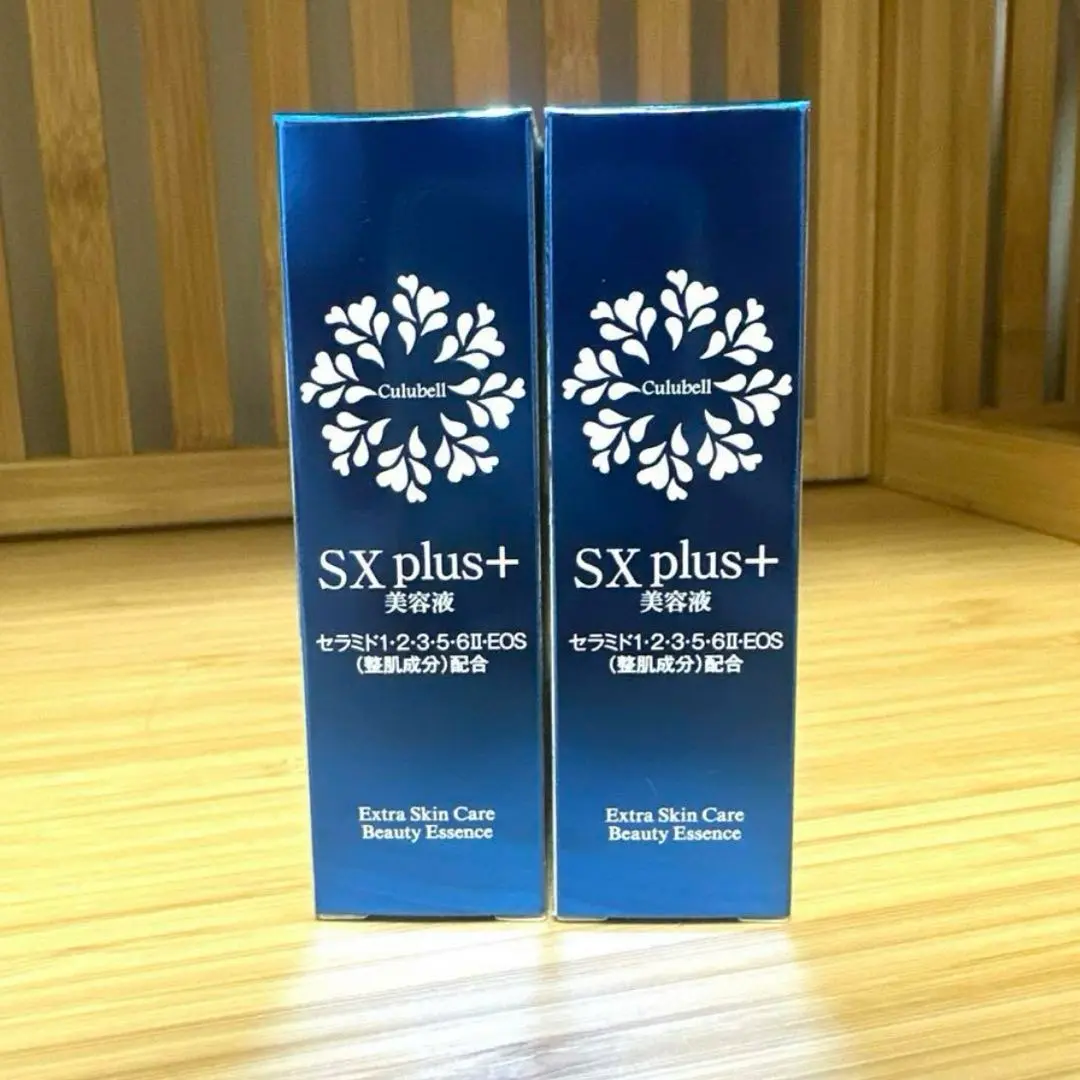 Culubell
SX plus+
美容液
セラミド1・2・3・5・6Ⅱ・EOS
(整肌成分)配合
Extra Skin Care
Beauty Essence
Culubell
SX plus+
美容液
セラミド1・2・3・5・6Ⅱ・EOS
(整肌成分)配合
Extra Skin Care
Beauty Essence